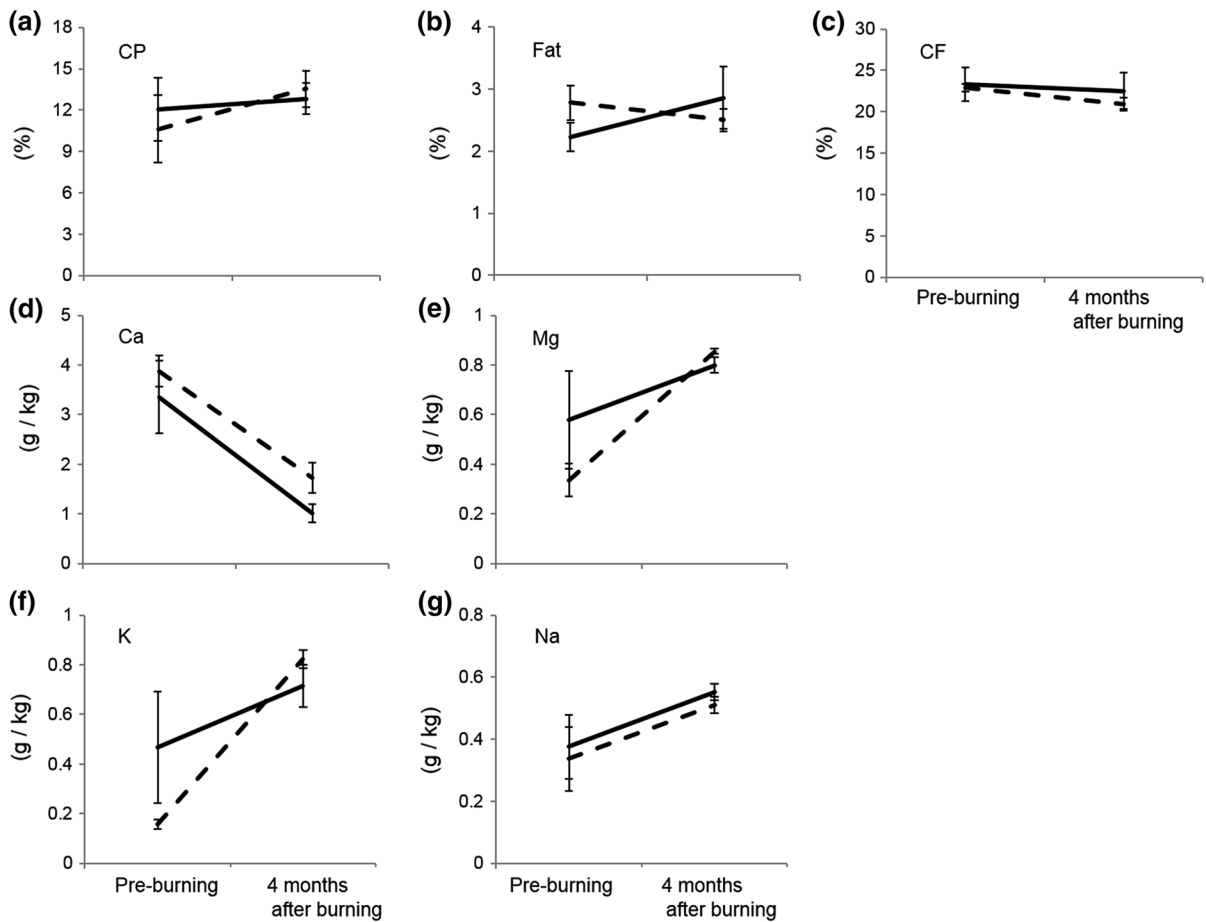 (a)
CP
(%)
18
15
12
9
6
3
0
(b)
Fat
(%)
4
3
2
1
0
(c)
CF
(%)
30
25
20
15
10
5
0
Pre-burning
4 months
after burning
(d)
Ca
(g / kg)
5
4
3
2
1
0
(e)
Mg
(g / kg)
1
0.8
0.6
0.4
0.2
0
(f)
K
(g / kg)
1
0.8
0.6
0.4
0.2
0
Pre-burning
4 months
after burning
(g)
Na
(g / kg)
0.8
0.6
0.4
0.2
0
Pre-burning
4 months
after burning